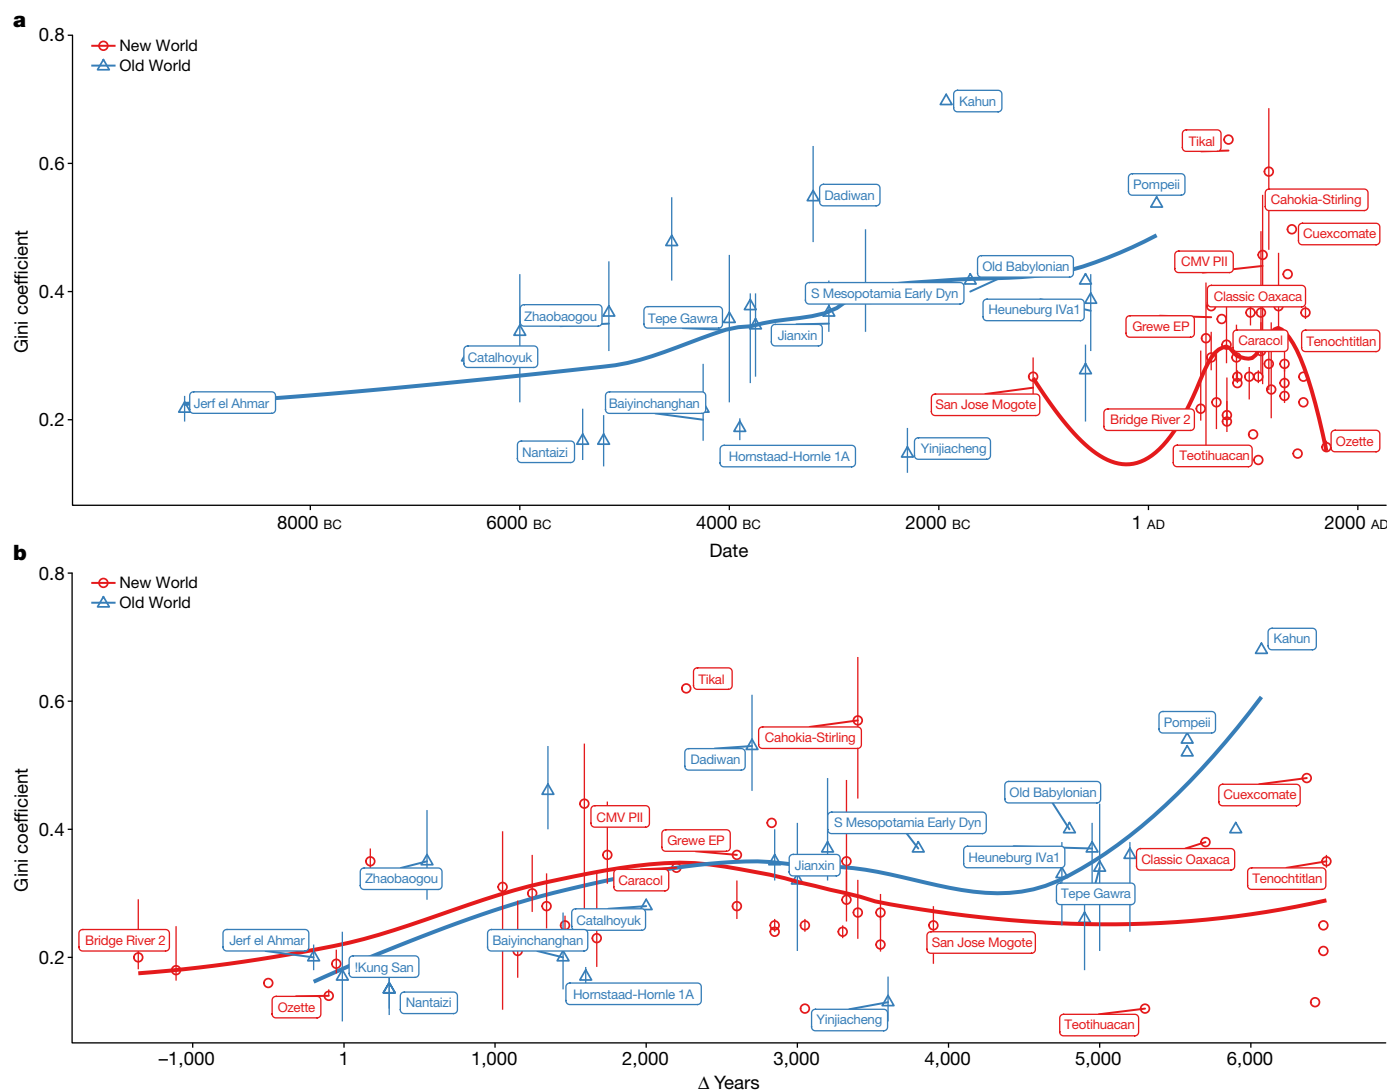 a
0.8
New World
Old World
Kahun
Tikal
0.6
Pompeii
Dadiwan
Cahokia-Stirling
Cuexcomate
CMV PII
Old Babylonian
0.4
S Mesopotamia Early Dyn
Classic Oaxaca
Heuneburg IVa1
Zhaobaogou
Tepe Gawra
Grewe EP
Jianxin
Caracol
Tenochtitlan
Catalhoyuk
Jerf el Ahmar
Baiyinchanghan
San Jose Mogote
Bridge River 2
0.2
Nantaizi
Hornstaad-Hornle 1A
Yinjiacheng
Teotihuacan
Ozette
Gini coefficient
8000 BC
6000 BC
4000 BC
2000 BC
1 AD
2000 AD
Date
b
0.8
New World
Old World
Kahun
Tikal
0.6
Pompeii
Cahokia-Stirling
Dadiwan
Old Babylonian
Cuexcomate
CMV PII
S Mesopotamia Early Dyn
0.4
Grewe EP
Heuneburg IVa1
Classic Oaxaca
Jianxin
Zhaobaogou
Caracol
Tenochtitlan
Tepe Gawra
Catalhoyuk
Bridge River 2
Jerf el Ahmar
Baiyinchanghan
San Jose Mogote
0.2
!Kung San
Hornstaad-Hornle 1A
Nantaizi
Ozette
Yinjiacheng
Teotihuacan
Gini coefficient
−1,000
1
1,000
2,000
3,000
4,000
5,000
6,000
Δ Years